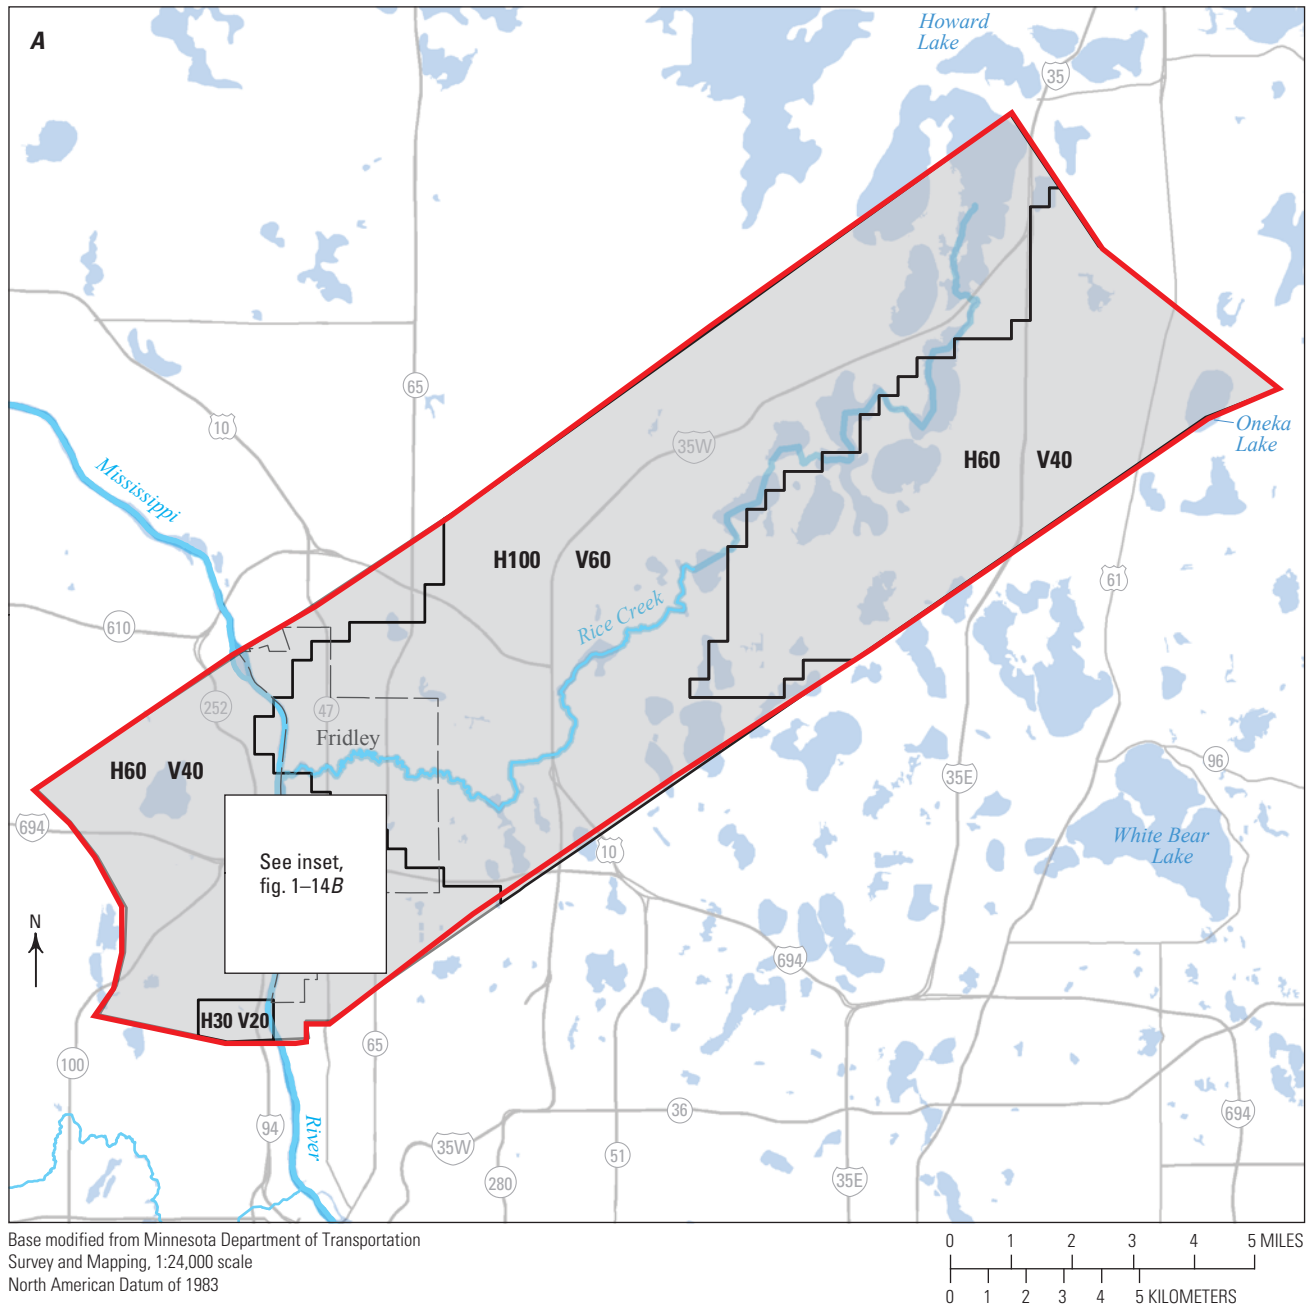 A
Howard
Lake
35
65
10
Mississippi
35W
Oneka
Lake
H60 V40
H100 V60
61
610
Rice Creek
252
47
Fridley
H60 V40
35E
96
694
10
White Bear
Lake
See inset,
fig. 1–14B
N
694
H30 V20
65
100
36
694
94
River
35W
51
280
35E
Base modified from Minnesota Department of Transportation
Survey and Mapping, 1:24,000 scale
North American Datum of 1983
0 1 2 3 4 5 MILES
0 1 2 3 4 5 KILOMETERS